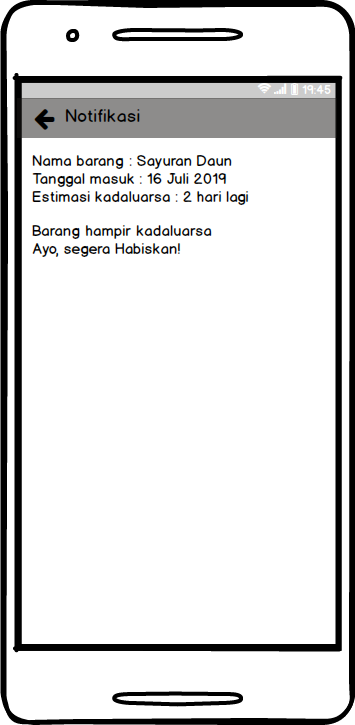 19:45
Notifikasi
Nama barang : Sayuran Daun
Tanggal masuk : 16 Juli 2019
Estimasi kadaluarsa : 2 hari lagi
Barang hampir kadaluarsa
Ayo, segera Habiskan!